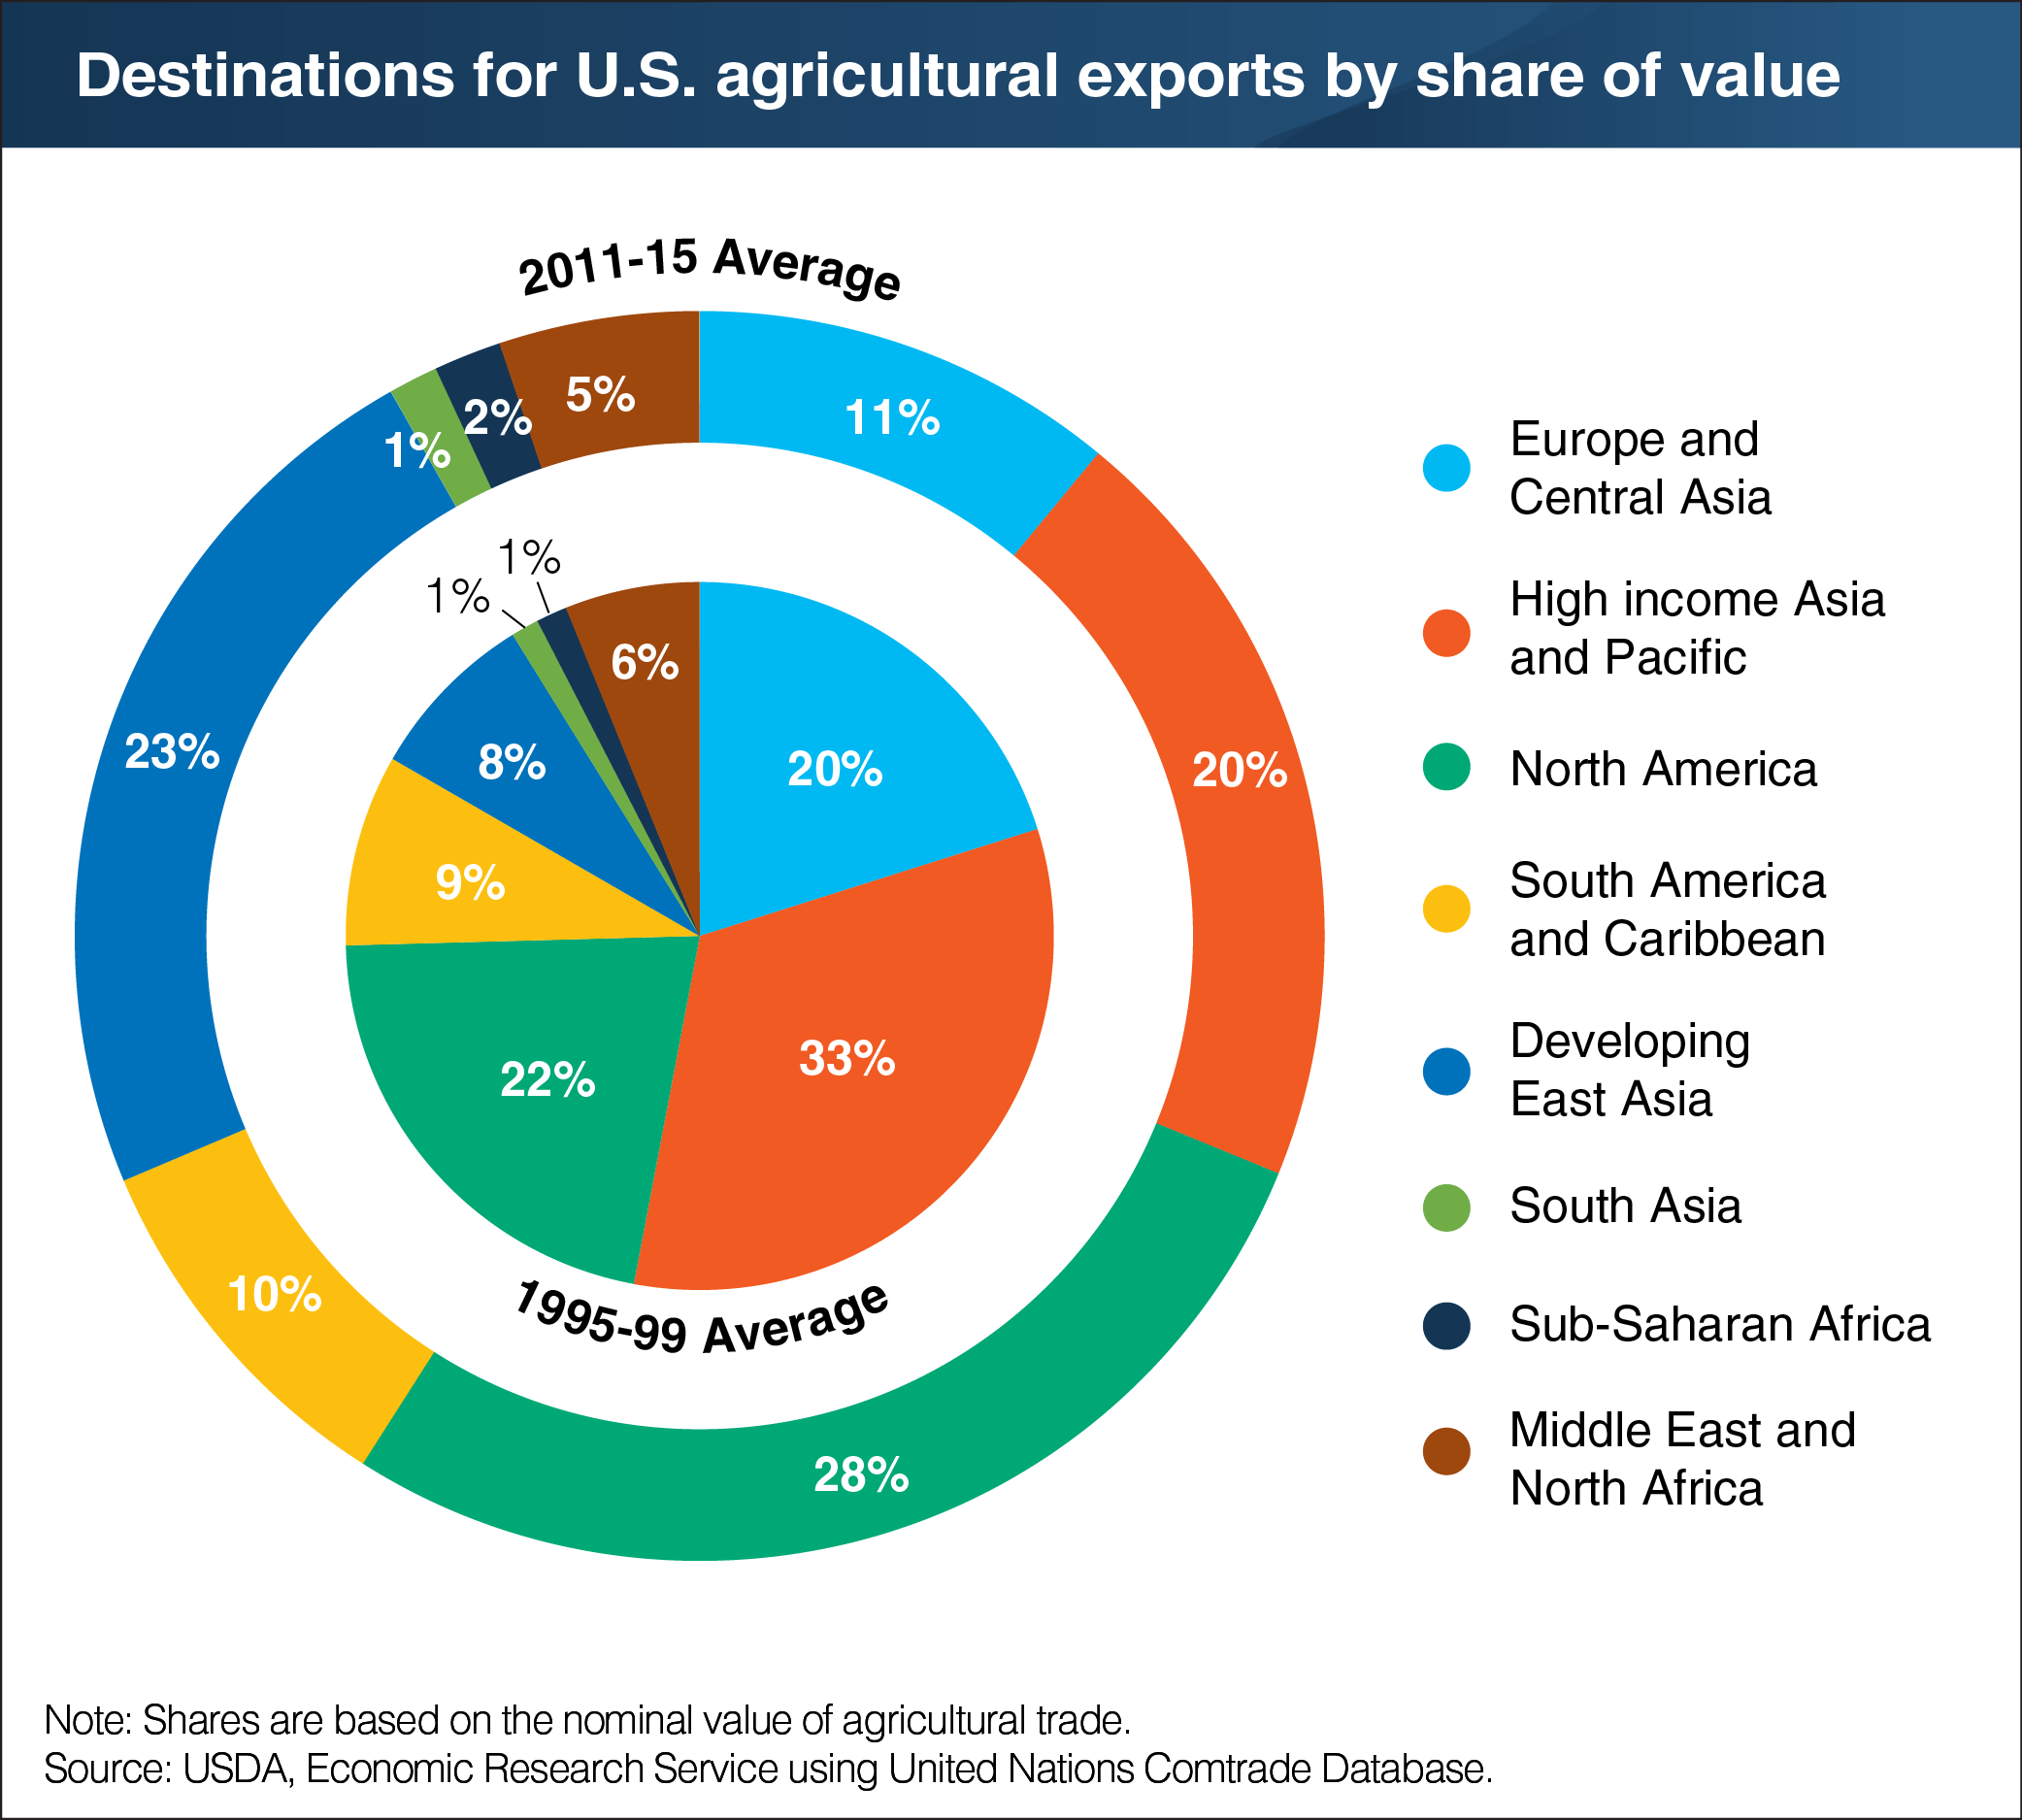 Destinations for U.S. agricultural exports by share of value
2011-15 Average
5%
11%
2%
1%
1%
1%
6%
23%
8%
20%
20%
9%
33%
22%
10%
1995-99 Average
28%
Europe and
Central Asia
High income Asia
and Pacific
North America
South America
and Caribbean
Developing
East Asia
South Asia
Sub-Saharan Africa
Middle East and
North Africa
Note: Shares are based on the nominal value of agricultural trade.
Source: USDA, Economic Research Service using United Nations Comtrade Database.